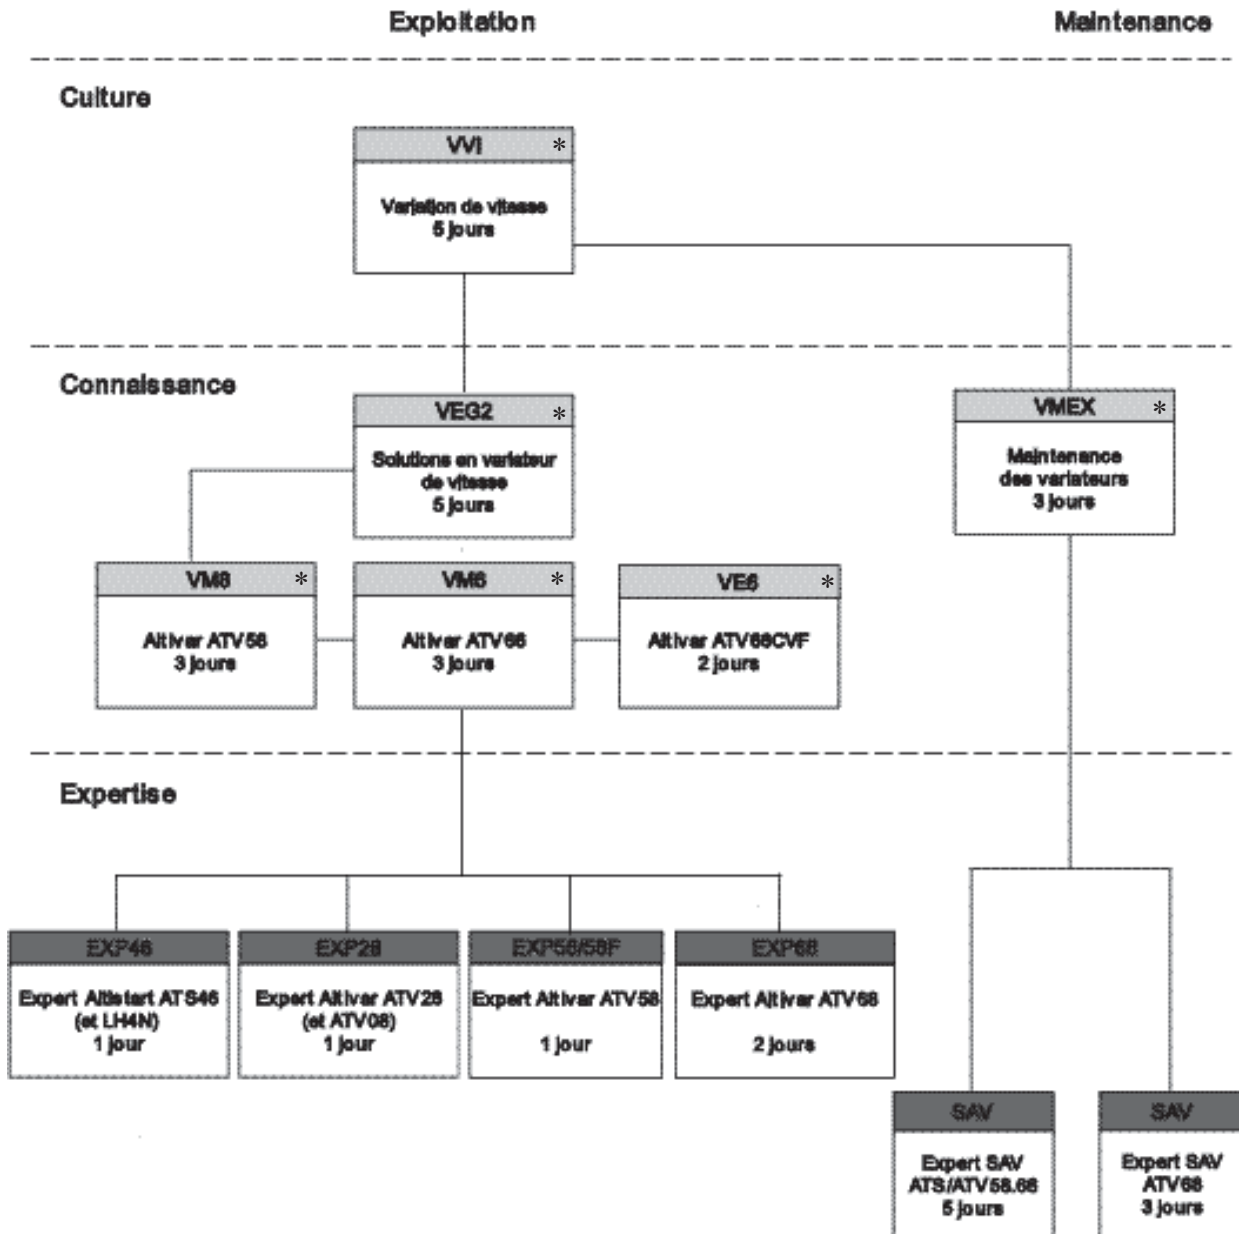 Exploitation
Maintenance
Culture
VVI *
Variation de vitesse
5 jours
Connaissance
VEG2 *
Solutions en variateur
de vitesse
5 jours
VMEX *
Maintenance
des variateurs
3 jours
VM8 *
Altivar ATV58
3 jours
VM6 *
Altivar ATV66
3 jours
VE6 *
Altivar ATV68CVF
2 jours
Expertise
EXP46
Expert Altistart ATS46
(et LH4N)
1 jour
EXP28
Expert Altivar ATV28
(et ATV08)
1 jour
EXP58/58F
Expert Altivar ATV58
1 jour
EXP68
Expert Altivar ATV68
2 jours
SAV
Expert SAV
ATS/ATV58.66
5 jours
SAV
Expert SAV
ATV68
3 jours